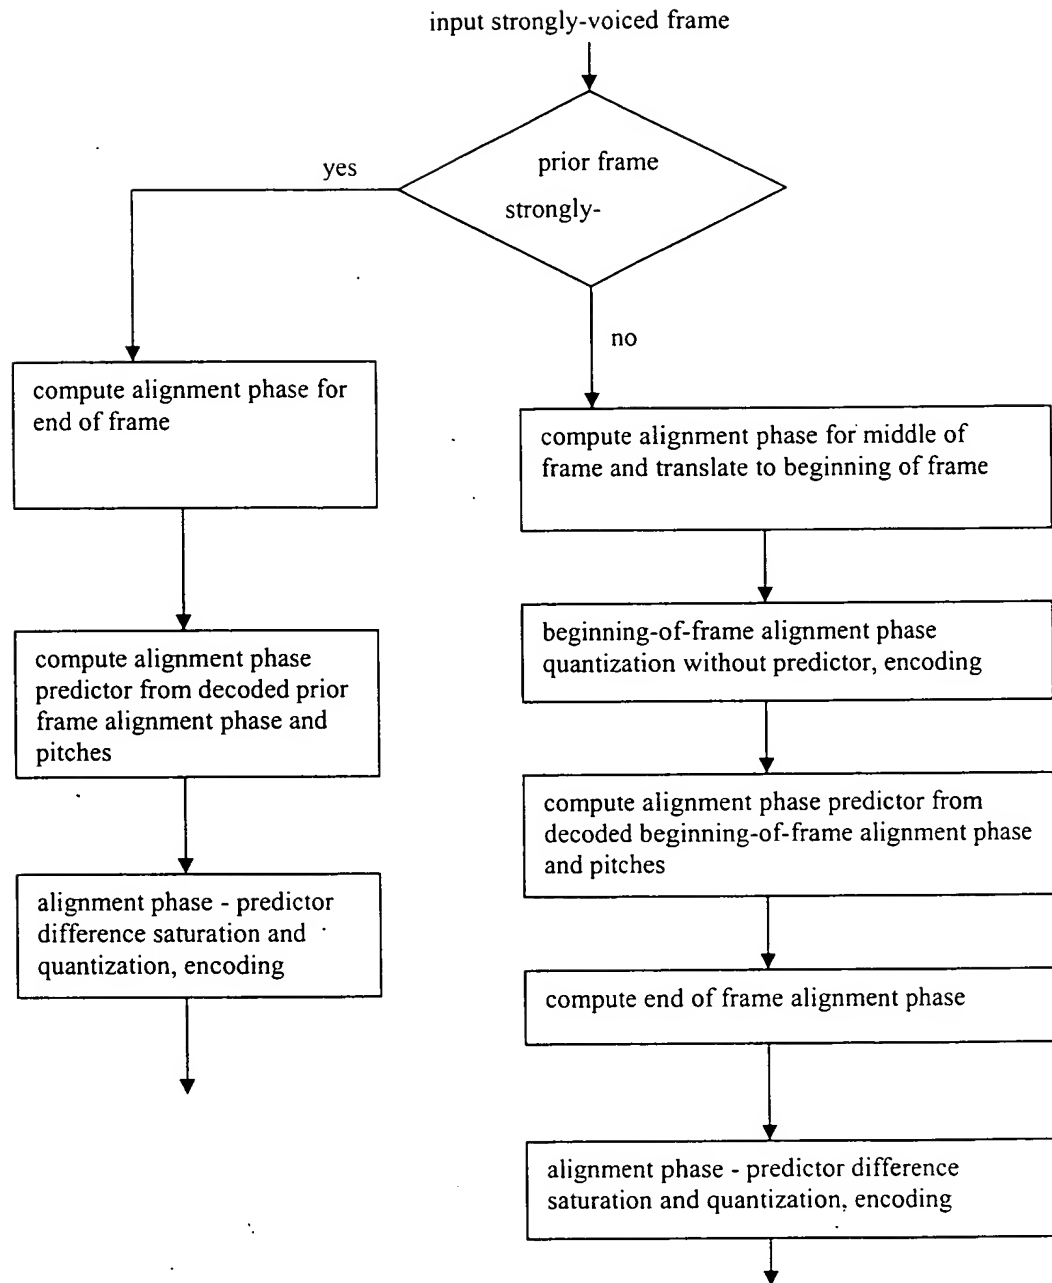 input strongly-voiced frame
prior frame
strongly-
yes
no
compute alignment phase for
end of frame
compute alignment phase
predictor from decoded prior
frame alignment phase and
pitches
alignment phase - predictor
difference saturation and
quantization, encoding
compute alignment phase for middle of
frame and translate to beginning of frame
beginning-of-frame alignment phase
quantization without predictor, encoding
compute alignment phase predictor from
decoded beginning-of-frame alignment phase
and pitches
compute end of frame alignment phase
alignment phase - predictor difference
saturation and quantization, encoding